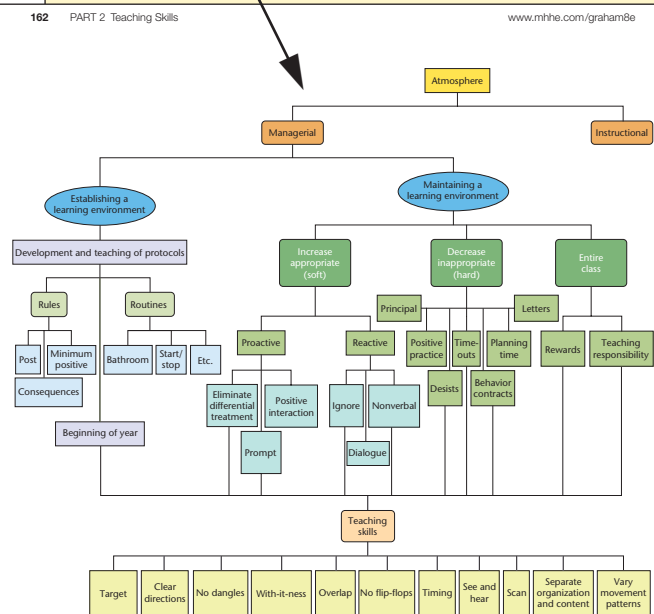 162 PART 2 Teaching Skills www.mhhe.com/graham8e
Atmosphere
Managerial
Instructional
Establishing a
learning environment
Maintaining a
learning environment
Development and teaching of protocols
Increase
appropriate
(soft)
Decrease
inappropriate
(hard)
Entire
class
Rules
Routines
Principal
Letters
Post
Minimum
positive
Bathroom
Start/
stop
Etc.
Proactive
Reactive
Positive
practice
Time-
outs
Planning
time
Rewards
Teaching
responsibility
Consequences
Desists
Behavior
contracts
Eliminate
differential
treatment
Positive
interaction
Ignore
Nonverbal
Beginning of year
Prompt
Dialogue
Teaching
skills
Target
Clear
directions
No dangles
With-it-ness
Overlap
No flip-flops
Timing
See and
hear
Scan
Separate
organization
and content
Vary
movement
patterns